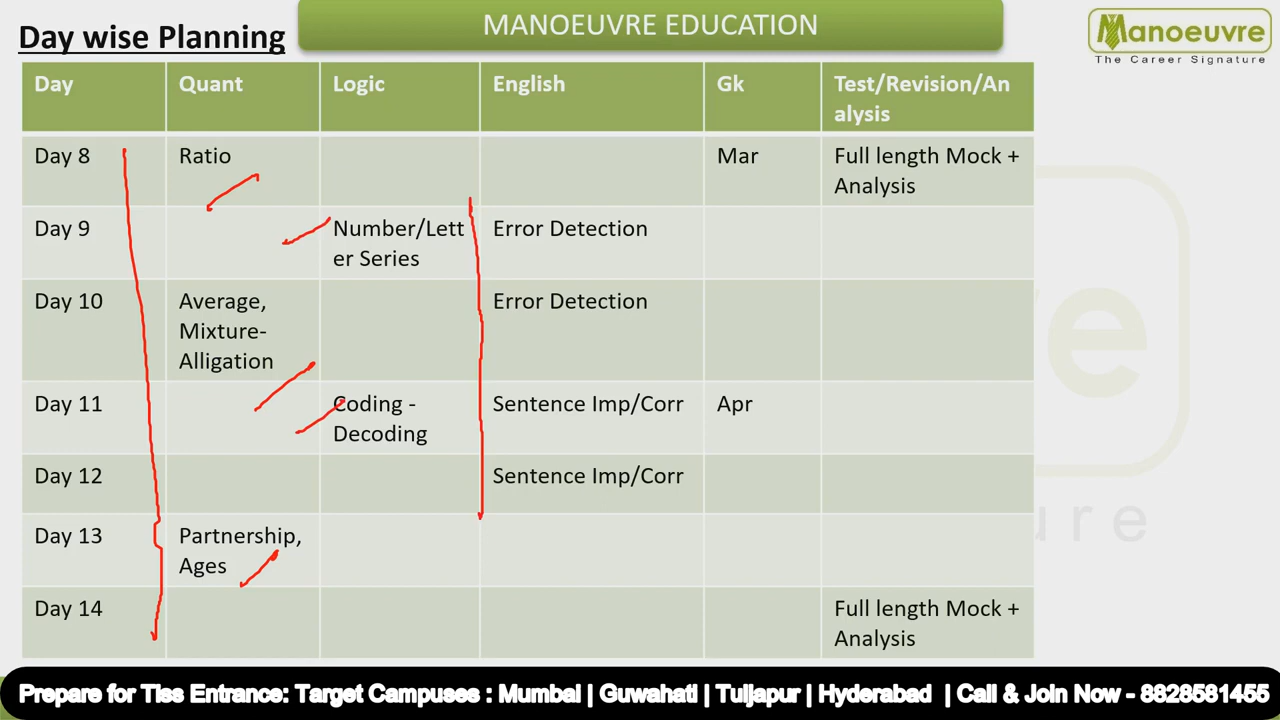 Day wise Planning
MANOEUVRE EDUCATION
Manoeuvre
The Career Signature
Day Quant Logic English Gk Test/Revision/An
alysis
Day 8 Ratio Mar Full length Mock +
Analysis
Day 9 Number/Lett Error Detection
er Series
Day 10 Average, Error Detection
Mixture-
Alligation
Day 11 Coding - Sentence Imp/Corr Apr
Decoding
Day 12 Sentence Imp/Corr
Day 13 Partnership,
Ages
Day 14 Full length Mock +
Analysis
Prepare for Tiss Entrance: Target Campuses : Mumbai | Guwahati | Tuljapur | Hyderabad | Call & Join Now - 8828581455